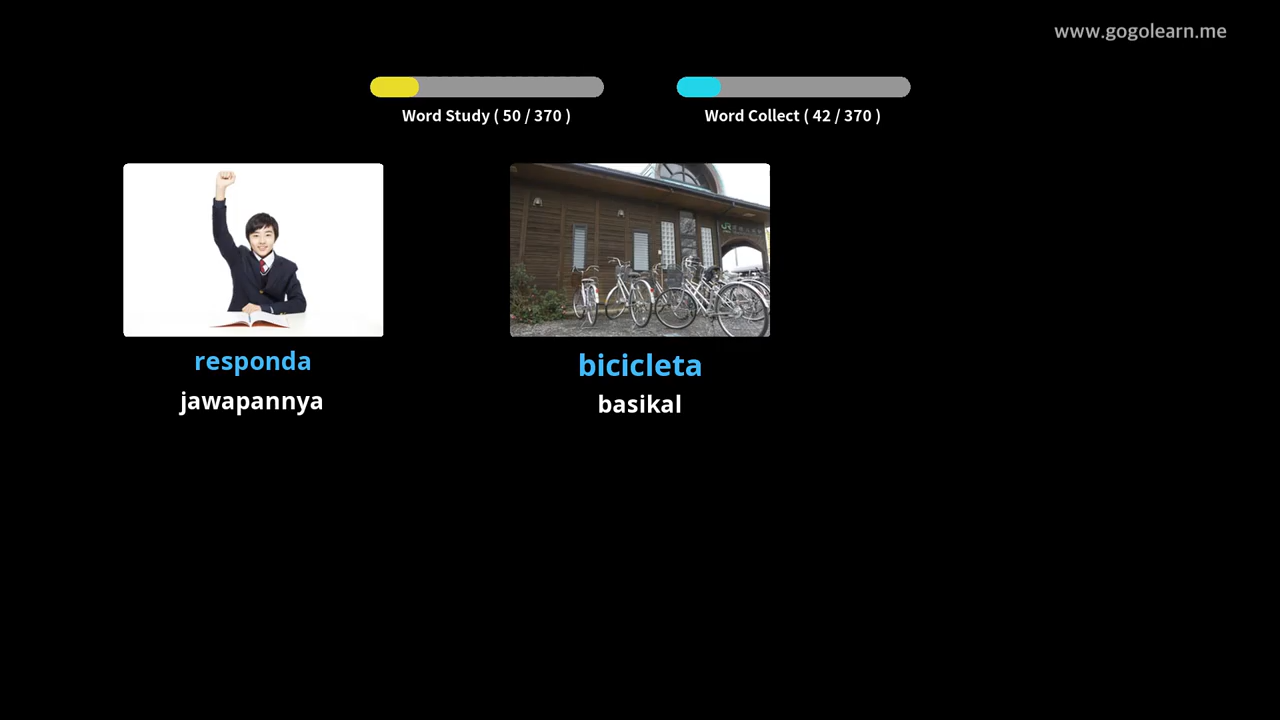 www.gogolearn.me
Word Study ( 50 / 370 )
Word Collect ( 42 / 370 )
responda
jawapannya
bicicleta
basikal